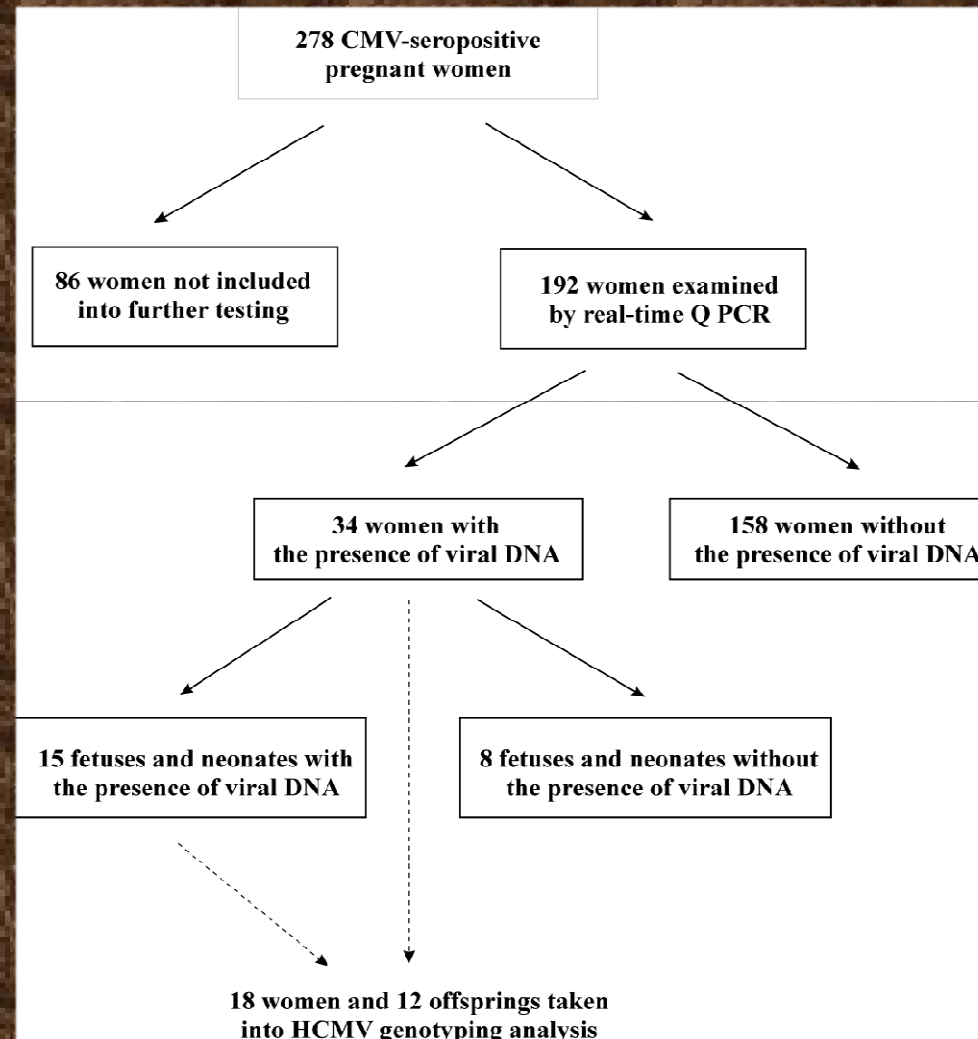 278 CMV-seropositive
pregnant women
86 women not included
into further testing
192 women examined
by real-time Q PCR
34 women with
the presence of viral DNA
158 women without
the presence of viral DNA
15 fetuses and neonates with
the presence of viral DNA
8 fetuses and neonates without
the presence of viral DNA
18 women and 12 offsprings taken
into HCMV genotyping analysis